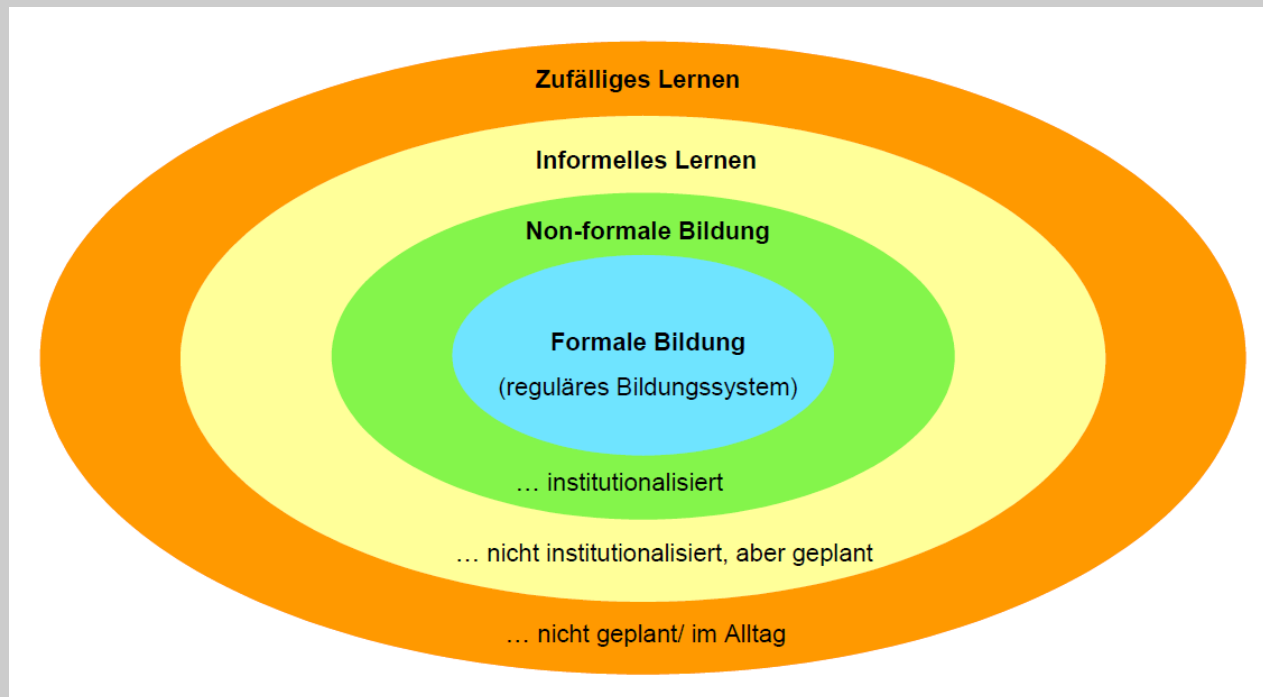 Zufälliges Lernen
Informelles Lernen
Non-formale Bildung
Formale Bildung
(reguläres Bildungssystem)
… institutionalisiert
… nicht institutionalisiert, aber geplant
… nicht geplant/ im Alltag